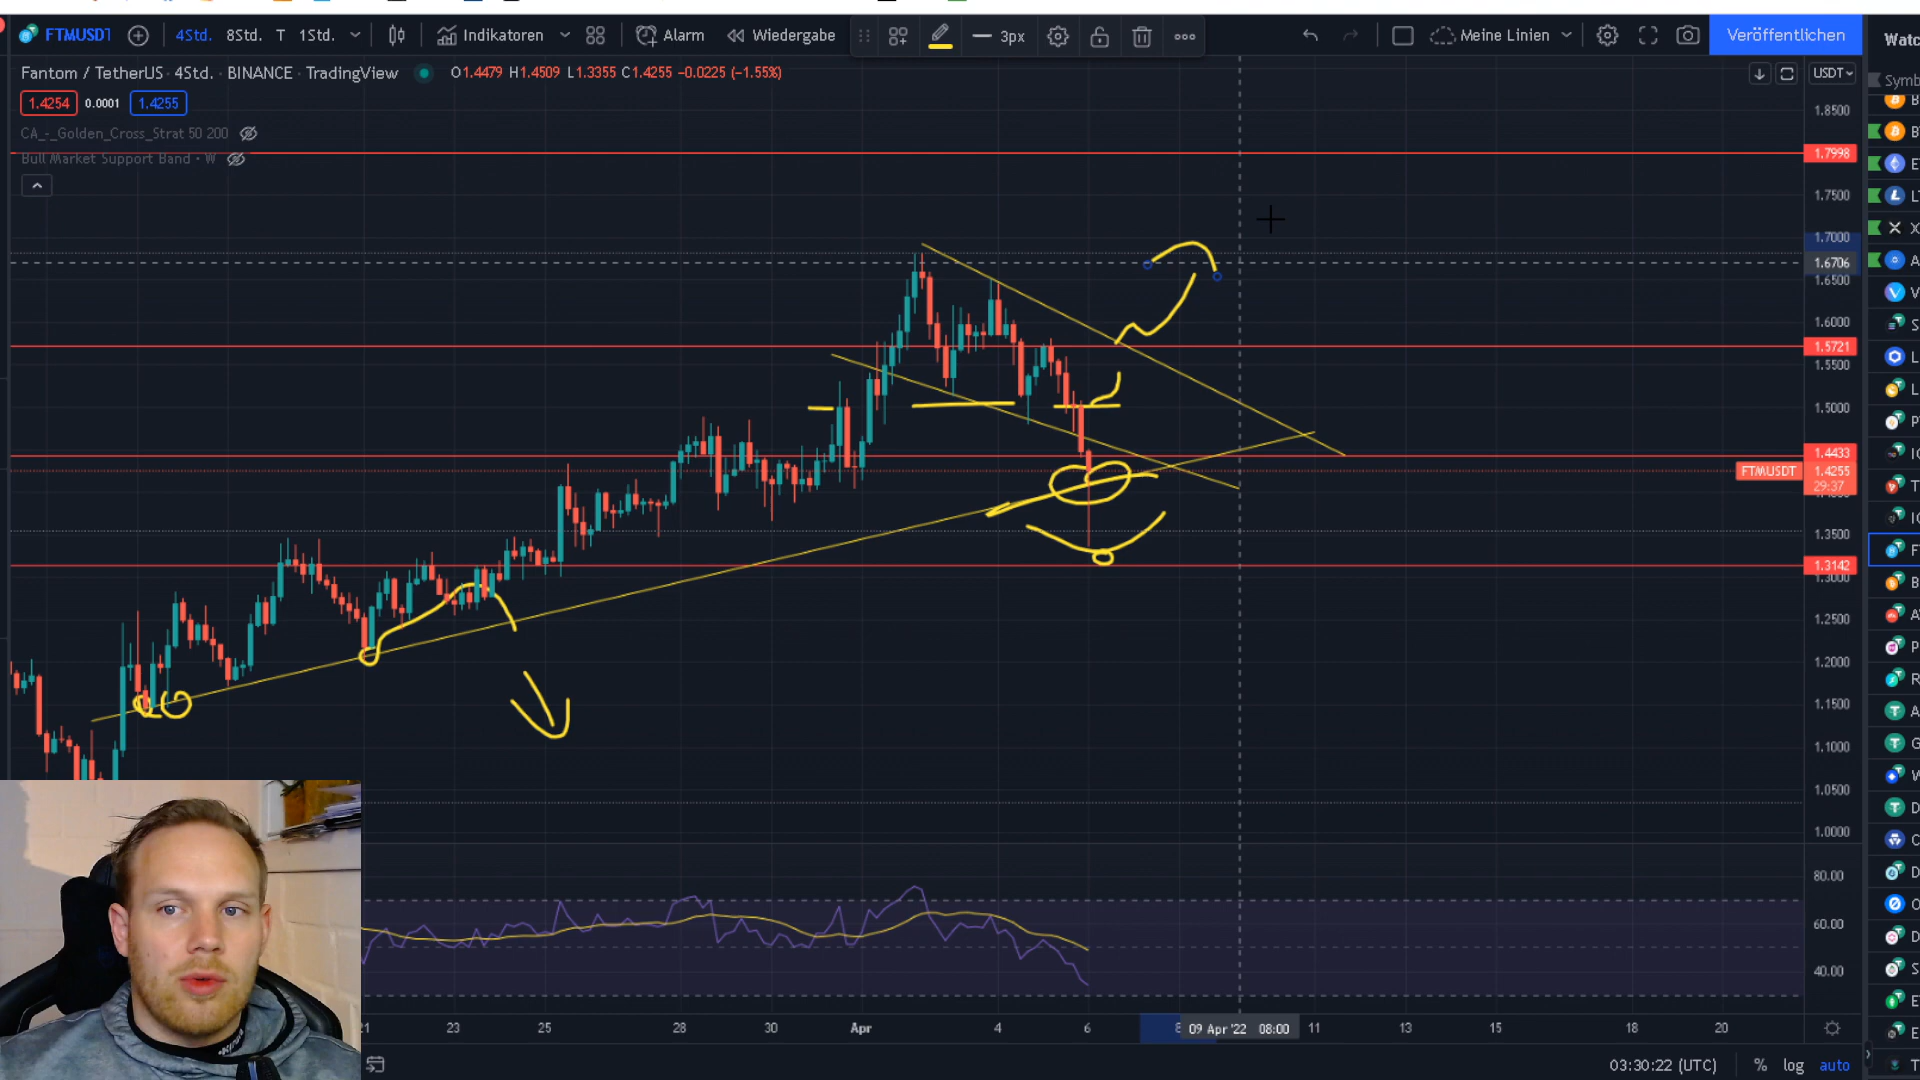 FTMUSDT 4Std. 8Std. T 1Std. Indikatoren Alarm Wiedergabe 3px Meine Linien Veröffentlichen
Watc
Fantom / TetherUS · 4Std. · BINANCE · TradingView O1.4479 H1.4509 L1.3355 C1.4255 -0.0225 (-1.55%) USDT
Symb
1.4254 0.0001 1.4255
CA_-_Golden_Cross_Strat 50 200
Bull Market Support Band · W
1.8500
1.7998
1.7500
1.7000
1.6706
1.6500
1.6000
1.5721
1.5500
1.5000
1.4433
FTMUSDT 1.4255
29:37
1.3500
1.3142
1.3000
1.2500
1.2000
1.1500
1.1000
1.0500
1.0000
80.00
60.00
40.00
21 23 25 28 30 Apr 4 6 8 09 Apr '22 08:00 11 13 15 18 20
03:30:22 (UTC) % log auto